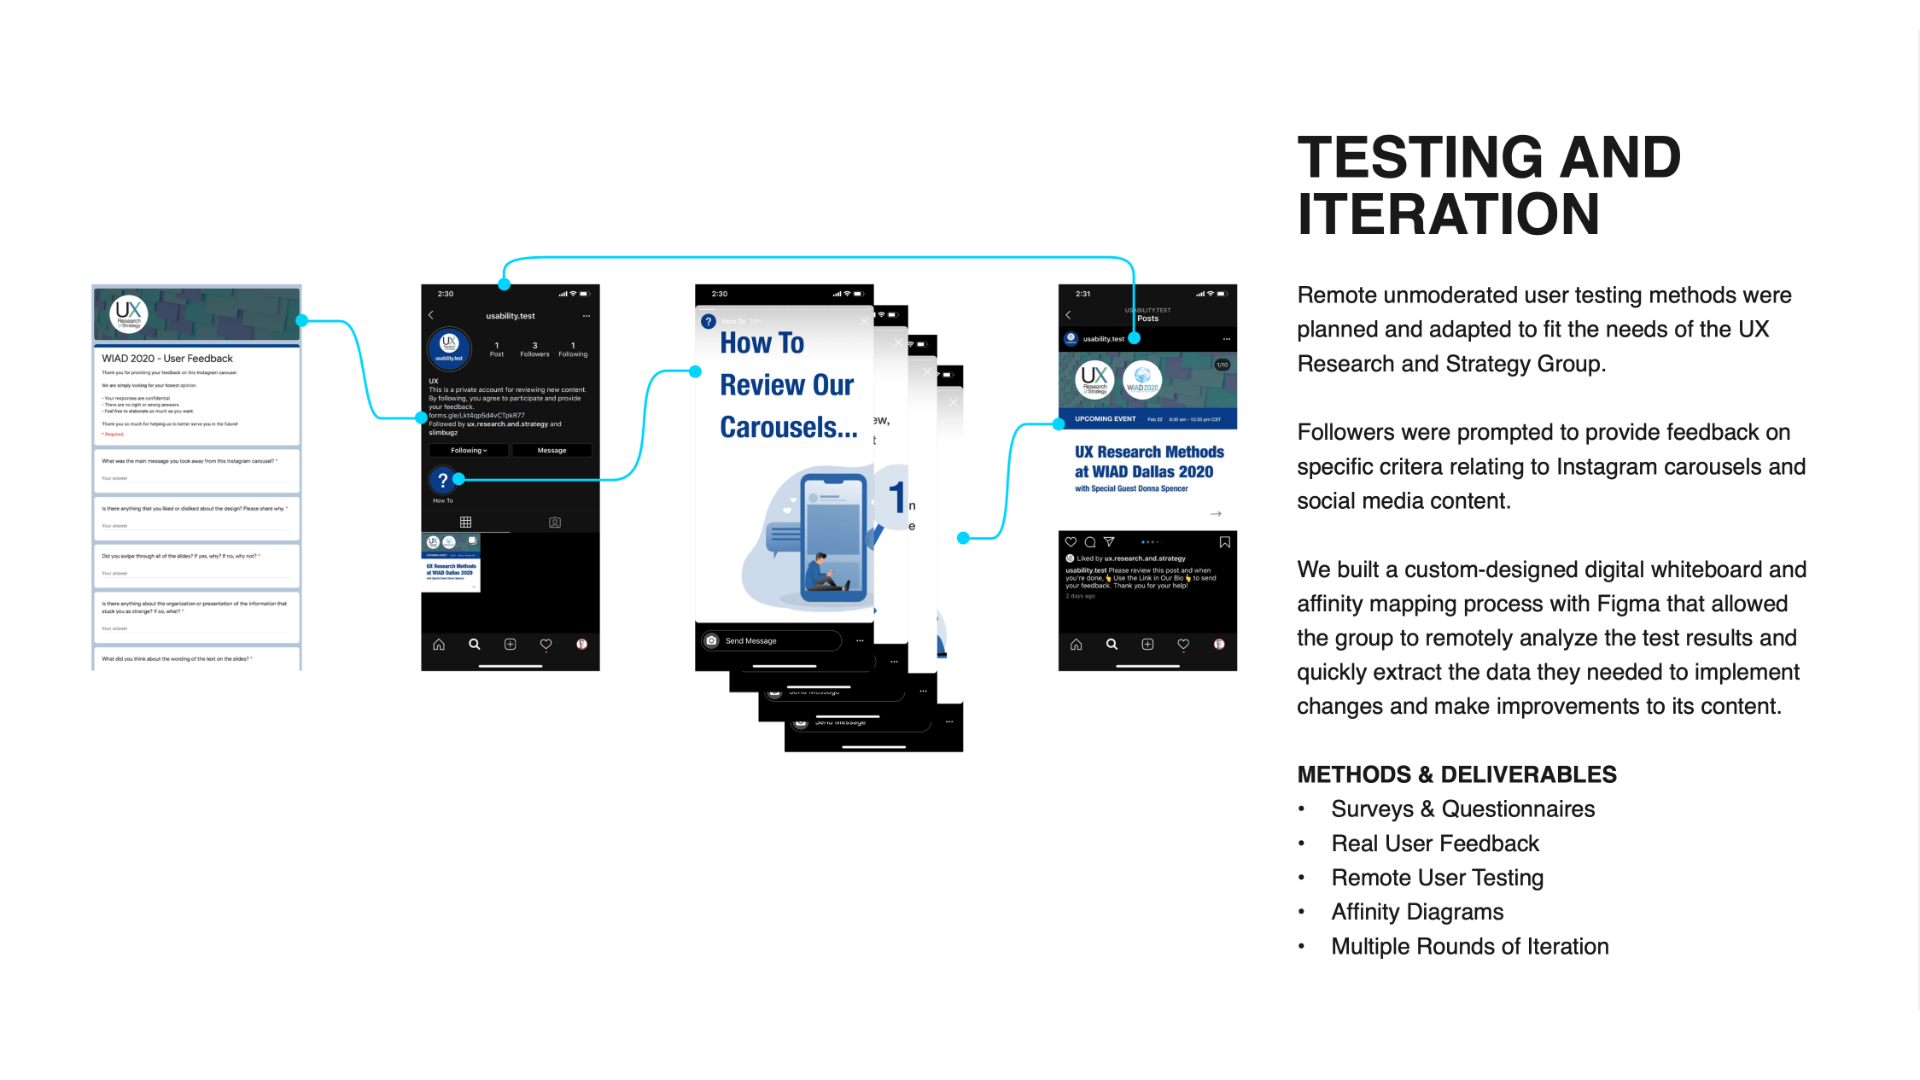 UX
Research
& Strategy
WIAD 2020 - User Feedback
Thank you for providing your feedback on this Instagram carousel.
We are simply looking for your honest opinion.
- Your responses are confidential
- There are no right or wrong answers
- Feel free to elaborate as much as you want
Thank you so much for helping us to better serve you in the future!
* Required
What was the main message you took away from this Instagram carousel? *
Your answer
Is there anything that you liked or disliked about the design? Please share why. *
Your answer
Did you swipe through all of the slides? If yes, why? If no, why not? *
Your answer
Is there anything about the organization or presentation of the information that
stuck you as strange? If so, what? *
Your answer
What did you think about the wording of the text on the slides? *
2:30
usability.test
UX
usability.test
1
Post
3
Followers
1
Following
UX
This is a private account for reviewing new content.
By following, you agree to participate and provide
your feedback.
forms.gle/Lkt4qp5d4vCTpkR77
Followed by ux.research.and.strategy and
slimbugz
Following
Message
?
How To
UX Research Methods
at WIAD Dallas 2020
2:30
?
How To
How To
Review Our
Carousels...
Send Message
ew,
t
1
n
e
Send Message
Send Message
2:31
USABILITY.TEST
Posts
usability.test
1/10
UX
Research
& Strategy
WIAD2020
UPCOMING EVENT Feb 22 8:30 am - 12:30 pm CST
UX Research Methods
at WIAD Dallas 2020
with Special Guest Donna Spencer
Liked by ux.research.and.strategy
usability.test Please review this post and when
you're done, 👆 Use the Link in Our Bio 👆 to send
your feedback. Thank you for your help!
2 days ago
TESTING AND
ITERATION
Remote unmoderated user testing methods were
planned and adapted to fit the needs of the UX
Research and Strategy Group.
Followers were prompted to provide feedback on
specific critera relating to Instagram carousels and
social media content.
We built a custom-designed digital whiteboard and
affinity mapping process with Figma that allowed
the group to remotely analyze the test results and
quickly extract the data they needed to implement
changes and make improvements to its content.
METHODS & DELIVERABLES
• Surveys & Questionnaires
• Real User Feedback
• Remote User Testing
• Affinity Diagrams
• Multiple Rounds of Iteration